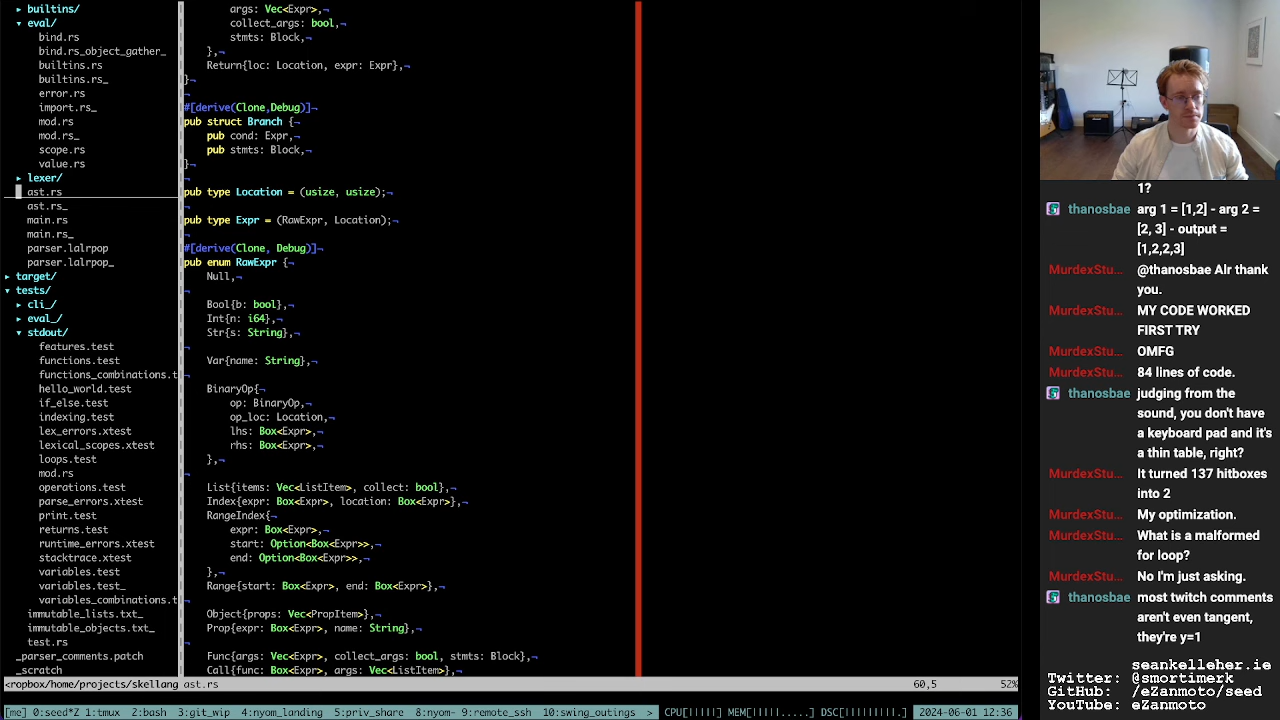 ▸ builtins/
▾ eval/
bind.rs
bind.rs_object_gather_
builtins.rs
builtins.rs_
error.rs
import.rs_
mod.rs
mod.rs_
scope.rs
value.rs
▸ lexer/
ast.rs
ast.rs_
main.rs
main.rs_
parser.lalrpop
parser.lalrpop_
▸ target/
▾ tests/
▸ cli_/
▸ eval_/
▾ stdout/
features.test
functions.test
functions_combinations.t
hello_world.test
if_else.test
indexing.test
lex_errors.xtest
lexical_scopes.xtest
loops.test
mod.rs
operations.test
parse_errors.xtest
print.test
returns.test
runtime_errors.xtest
stacktrace.xtest
variables.test
variables.test_
variables_combinations.t
immutable_lists.txt_
immutable_objects.txt_
test.rs
_parser_comments.patch
_scratch
args: Vec<Expr>,¬
collect_args: bool,¬
stmts: Block,¬
},¬
Return{loc: Location, expr: Expr},¬
}¬
¬
#[derive(Clone,Debug)]¬
pub struct Branch {¬
pub cond: Expr,¬
pub stmts: Block,¬
}¬
¬
pub type Location = (usize, usize);¬
¬
pub type Expr = (RawExpr, Location);¬
¬
#[derive(Clone, Debug)]¬
pub enum RawExpr {¬
Null,¬
¬
Bool{b: bool},¬
Int{n: i64},¬
Str{s: String},¬
¬
Var{name: String},¬
¬
BinaryOp{¬
op: BinaryOp,¬
op_loc: Location,¬
lhs: Box<Expr>,¬
rhs: Box<Expr>,¬
},¬
¬
List{items: Vec<ListItem>, collect: bool},¬
Index{expr: Box<Expr>, location: Box<Expr>},¬
RangeIndex{¬
expr: Box<Expr>,¬
start: Option<Box<Expr>>,¬
end: Option<Box<Expr>>,¬
},¬
Range{start: Box<Expr>, end: Box<Expr>},¬
¬
Object{props: Vec<PropItem>},¬
Prop{expr: Box<Expr>, name: String},¬
¬
Func{args: Vec<Expr>, collect_args: bool, stmts: Block},¬
Call{func: Box<Expr>, args: Vec<ListItem>},¬
<ropbox/home/projects/skellang ast.rs 60,5 52%
[me] 0:seed*Z 1:tmux 2:bash 3:git_wip 4:nyom_landing 5:priv_share 8:nyom- 9:remote_ssh 10:swing_outings > CPU[|||||] MEM[|||||.....] DSC[||||||||.] 2024-06-01 12:36
1?
thanosbae arg 1 = [1,2] - arg 2 =
[2, 3] - output =
[1,2,2,3]
MurdexStu... @thanosbae Alr thank
you.
MurdexStu... MY CODE WORKED
FIRST TRY
MurdexStu... OMFG
MurdexStu... 84 lines of code.
thanosbae judging from the
sound, you don't have
a keyboard pad and it's
a thin table, right?
MurdexStu... It turned 137 hitboxes
into 2
MurdexStu... My optimization.
MurdexStu... What is a malformed
for loop?
MurdexStu... No I'm just asking.
thanosbae most twitch comments
aren't even tangent,
they're y=1
seankelleher.ie
Twitter: @smortimerk
GitHub: /ezanmoto/seed